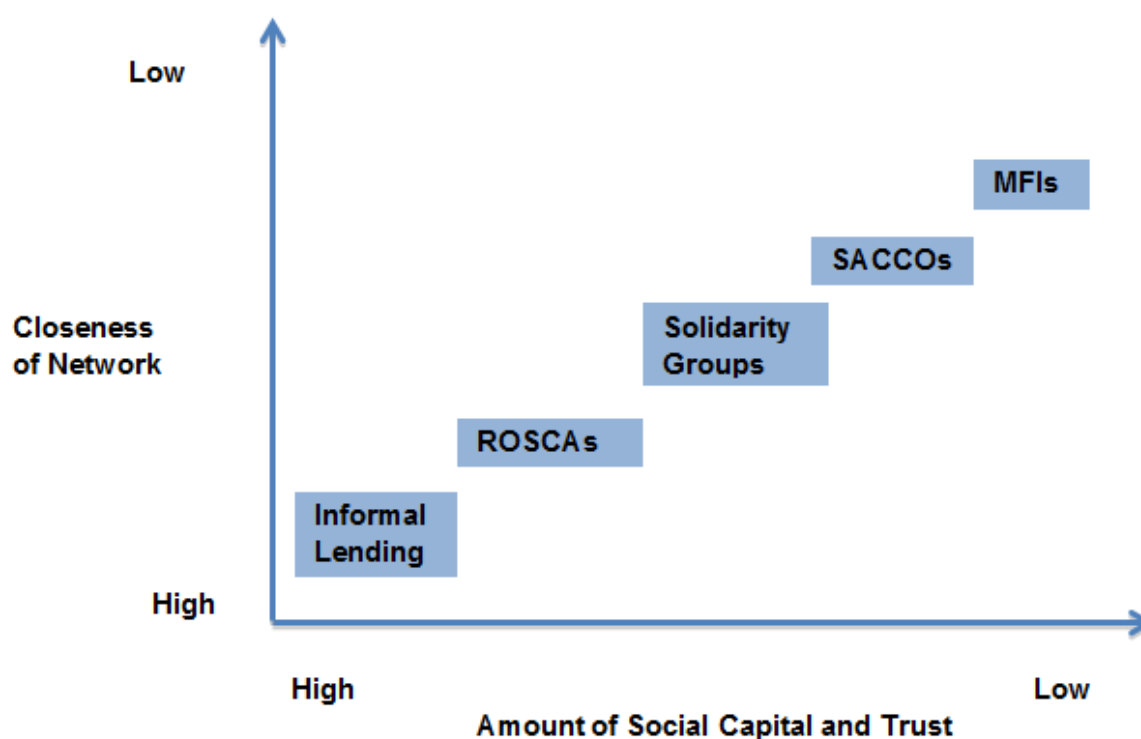 Low
MFIs
SACCOs
Closeness
of Network
Solidarity
Groups
ROSCAs
Informal
Lending
High
High
Low
Amount of Social Capital and Trust